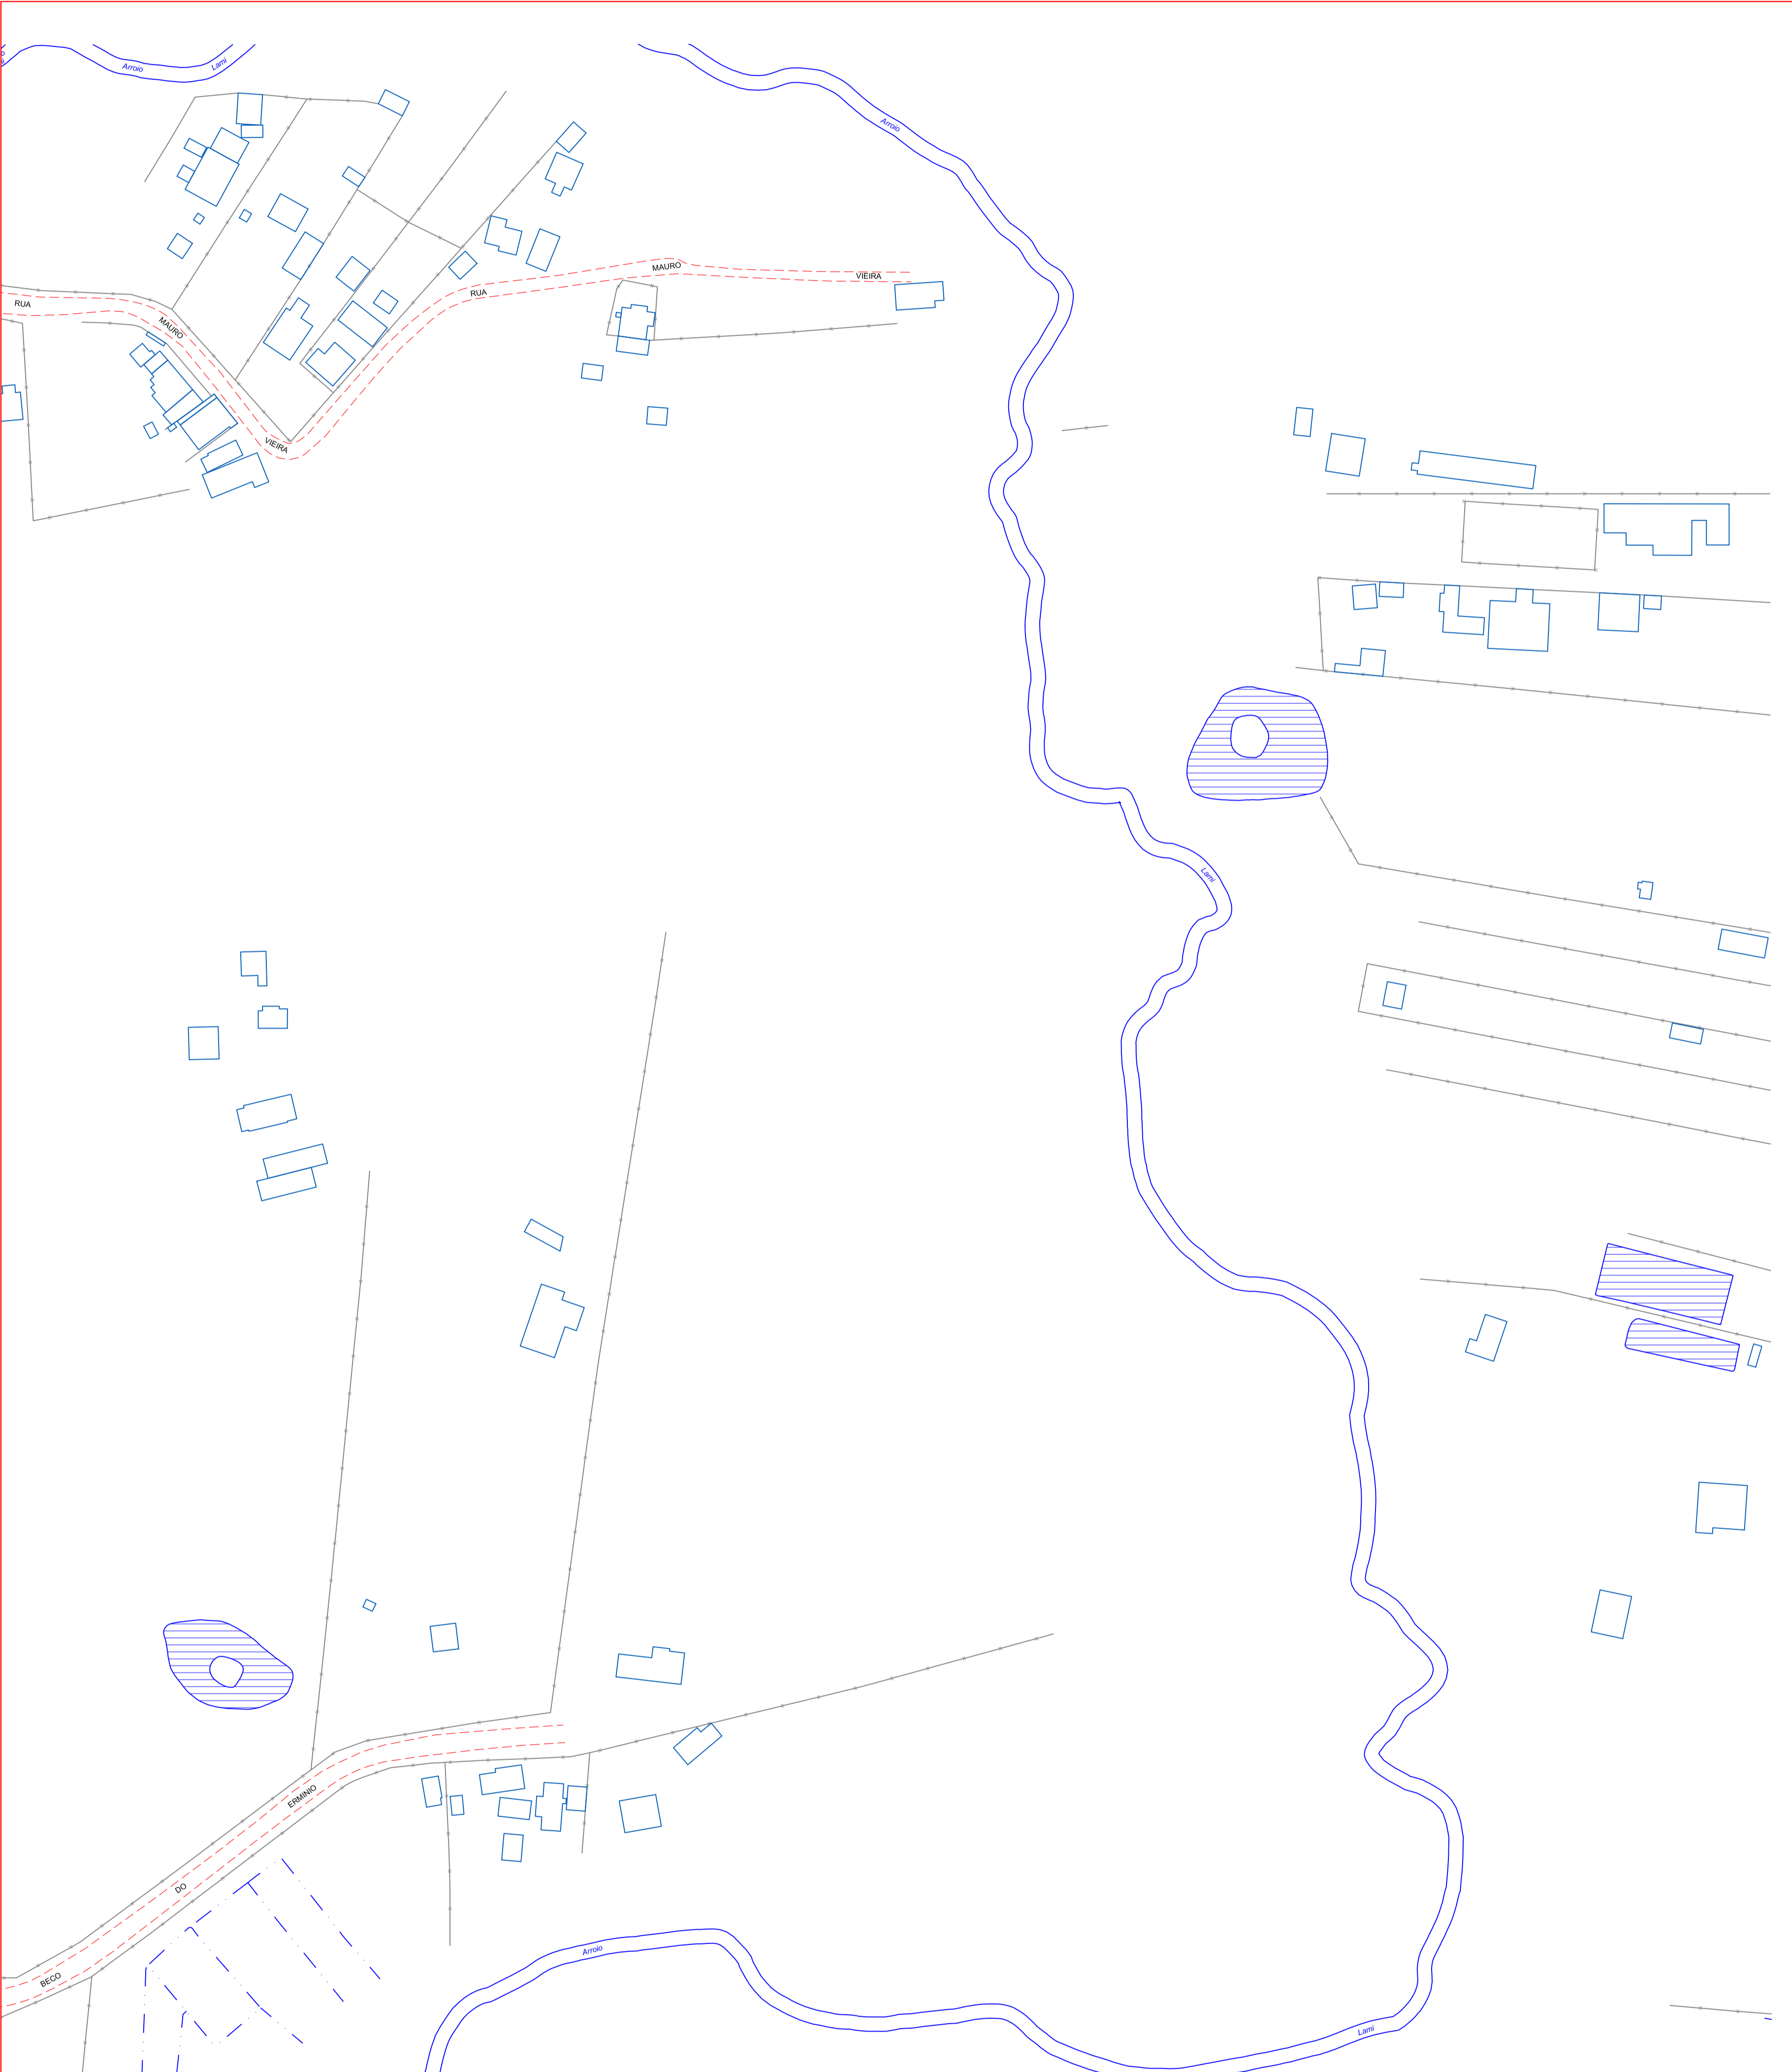 Arroio
Lami
Arroio
MAURO
VIEIRA
RUA
RUA
MAURO
VIEIRA
Lami
ERMINIO
DO
BECO
Arroio
Lami